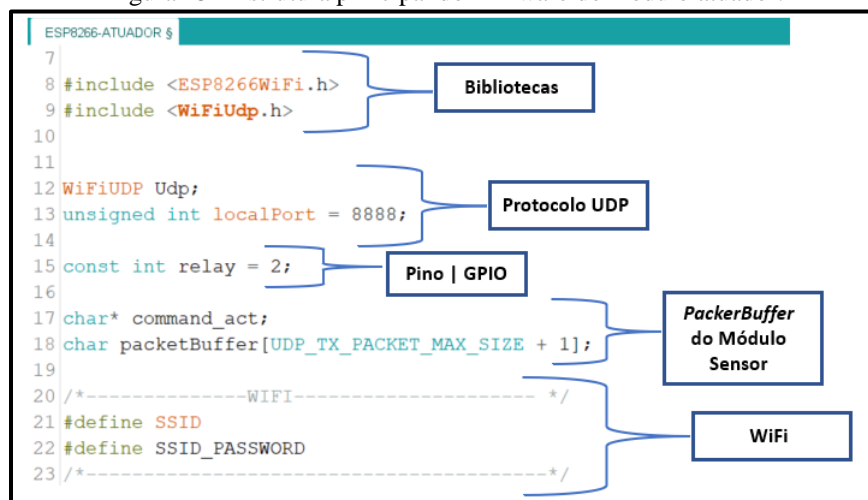 ESP8266-ATUADOR §
7
8 #include <ESP8266WiFi.h>
9 #include <WiFiUdp.h>
10
11
12 WiFiUDP Udp;
13 unsigned int localPort = 8888;
14
15 const int relay = 2;
16
17 char* command_act;
18 char packetBuffer[UDP_TX_PACKET_MAX_SIZE + 1];
19
20 /*--------------WIFI--------------------- */
21 #define SSID
22 #define SSID_PASSWORD
23 /*----------------------------------------*/
Bibliotecas
Protocolo UDP
Pino | GPIO
PackerBuffer
do Módulo
Sensor
WiFi